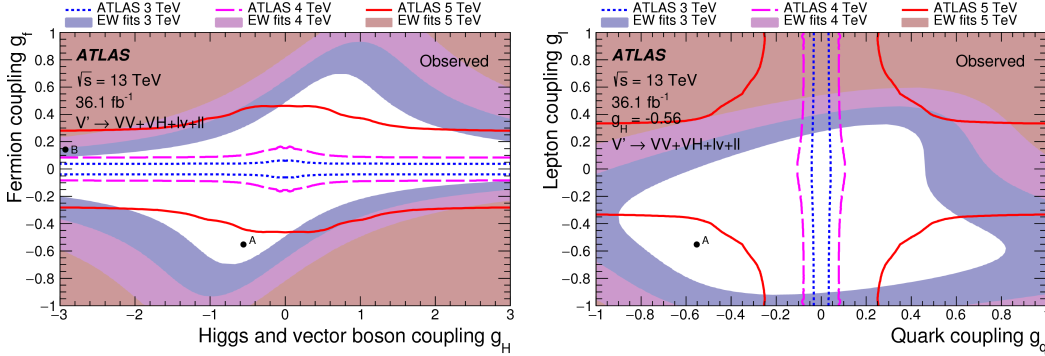 ATLAS 3 TeV ATLAS 4 TeV ATLAS 5 TeV
EW fits 3 TeV EW fits 4 TeV EW fits 5 TeV
Fermion coupling g_f
1
0.8
0.6
0.4
0.2
0
−0.2
−0.4
−0.6
−0.8
−1
ATLAS
Observed
√s = 13 TeV
36.1 fb⁻¹
V' → VV+VH+lν+ll
B
A
−3 −2 −1 0 1 2 3
Higgs and vector boson coupling g_H
ATLAS 3 TeV ATLAS 4 TeV ATLAS 5 TeV
EW fits 3 TeV EW fits 4 TeV EW fits 5 TeV
Lepton coupling g_l
1
0.8
0.6
0.4
0.2
0
−0.2
−0.4
−0.6
−0.8
−1
ATLAS
Observed
√s = 13 TeV
36.1 fb⁻¹
g_H = -0.56
V' → VV+VH+lν+ll
A
−1 −0.8 −0.6 −0.4 −0.2 0 0.2 0.4 0.6 0.8 1
Quark coupling g_q